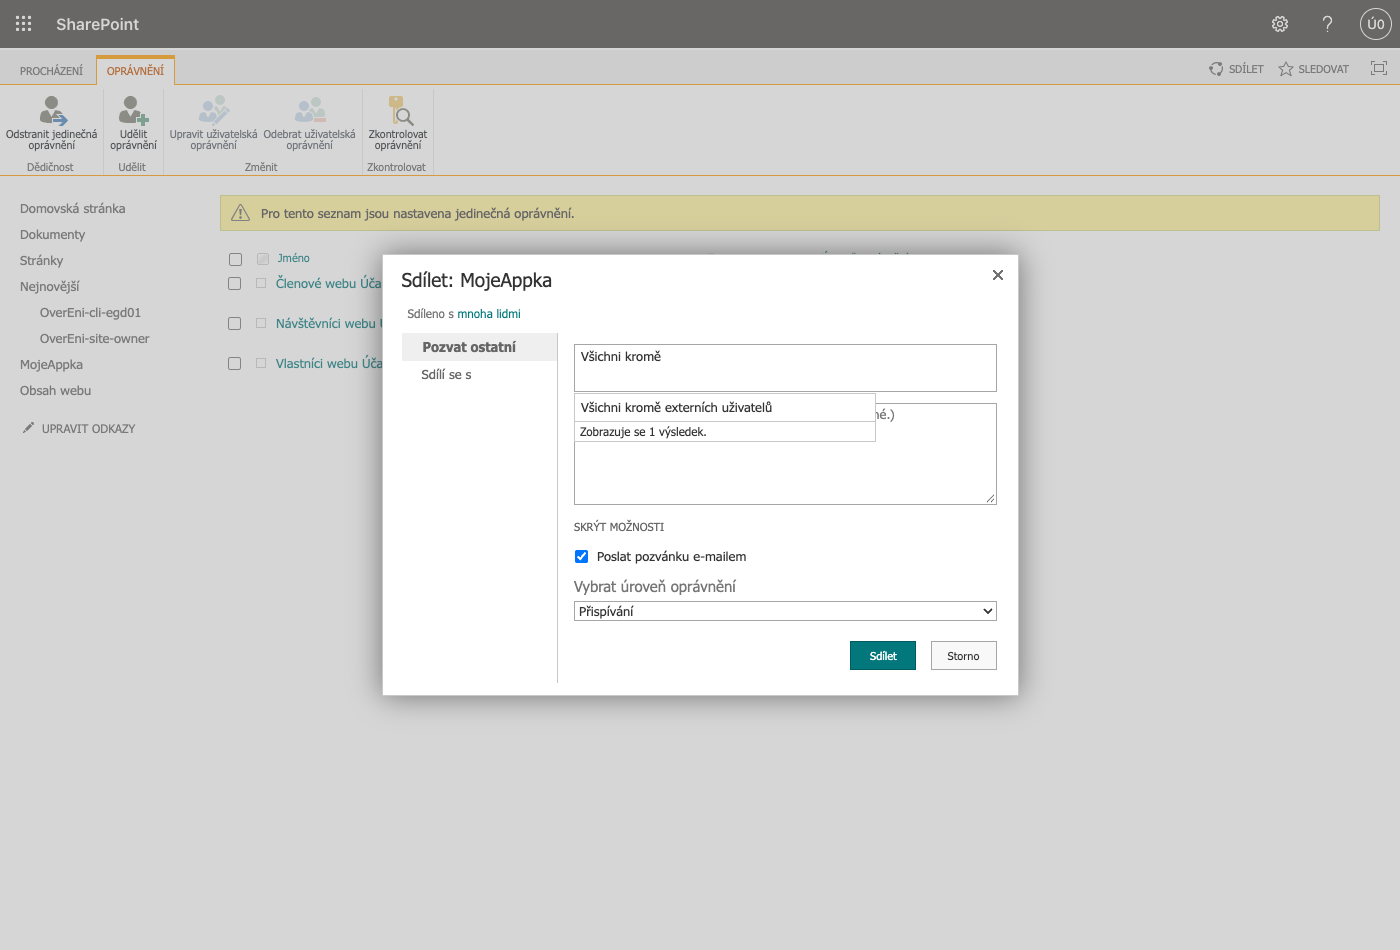 SharePoint
Ú0
PROCHÁZENÍ
OPRÁVNĚNÍ
SDÍLET
SLEDOVAT
Odstranit jedinečná
oprávnění
Udělit
oprávnění
Upravit uživatelská
oprávnění
Odebrat uživatelská
oprávnění
Zkontrolovat
oprávnění
Dědičnost
Udělit
Změnit
Zkontrolovat
Domovská stránka
Dokumenty
Stránky
Nejnovější
OverEni-cli-egd01
OverEni-site-owner
MojeAppka
Obsah webu
UPRAVIT ODKAZY
Pro tento seznam jsou nastavena jedinečná oprávnění.
Jméno
Členové webu Úča
Návštěvníci webu
Vlastníci webu Úča
Sdílet: MojeAppka
Sdíleno s mnoha lidmi
Pozvat ostatní
Sdílí se s
Všichni kromě
Všichni kromě externích uživatelů
né.)
Zobrazuje se 1 výsledek.
SKRÝT MOŽNOSTI
Poslat pozvánku e-mailem
Vybrat úroveň oprávnění
Přispívání
Sdílet
Storno